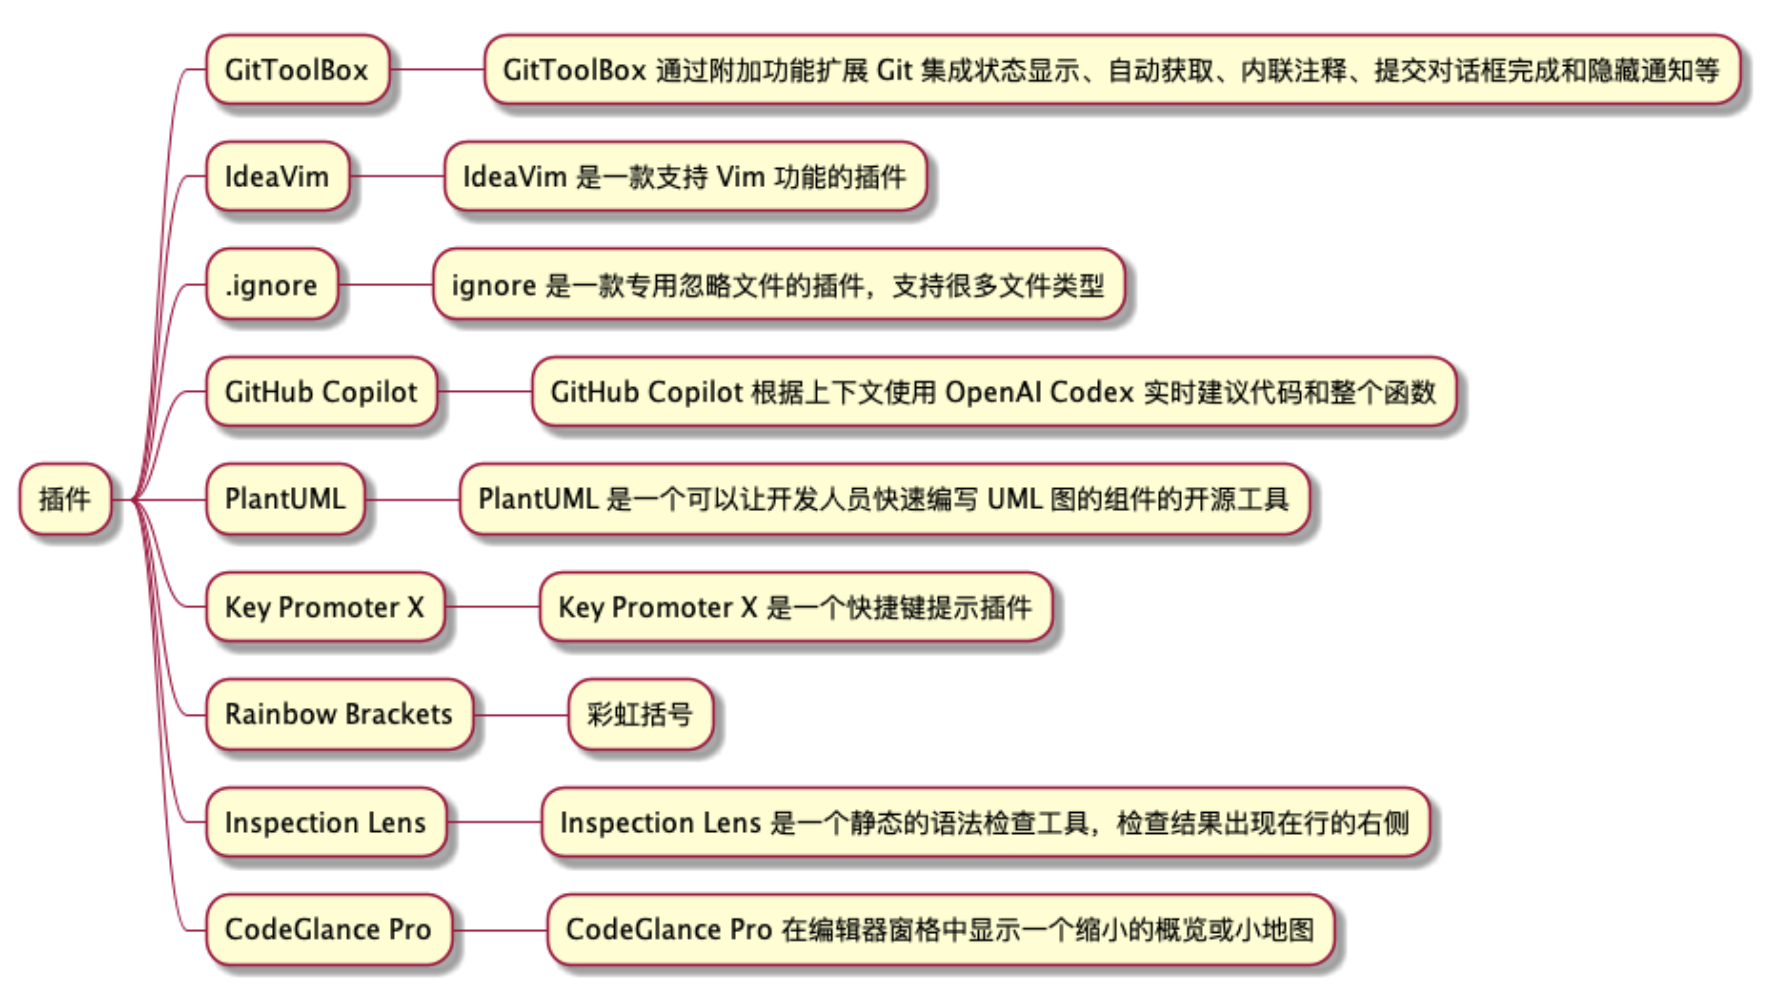 GitToolBox
GitToolBox 通过附加功能扩展 Git 集成状态显示、自动获取、内联注释、提交对话框完成和隐藏通知等
IdeaVim
IdeaVim 是一款支持 Vim 功能的插件
.ignore
ignore 是一款专用忽略文件的插件，支持很多文件类型
GitHub Copilot
GitHub Copilot 根据上下文使用 OpenAI Codex 实时建议代码和整个函数
插件
PlantUML
PlantUML 是一个可以让开发人员快速编写 UML 图的组件的开源工具
Key Promoter X
Key Promoter X 是一个快捷键提示插件
Rainbow Brackets
彩虹括号
Inspection Lens
Inspection Lens 是一个静态的语法检查工具，检查结果出现在行的右侧
CodeGlance Pro
CodeGlance Pro 在编辑器窗格中显示一个缩小的概览或小地图